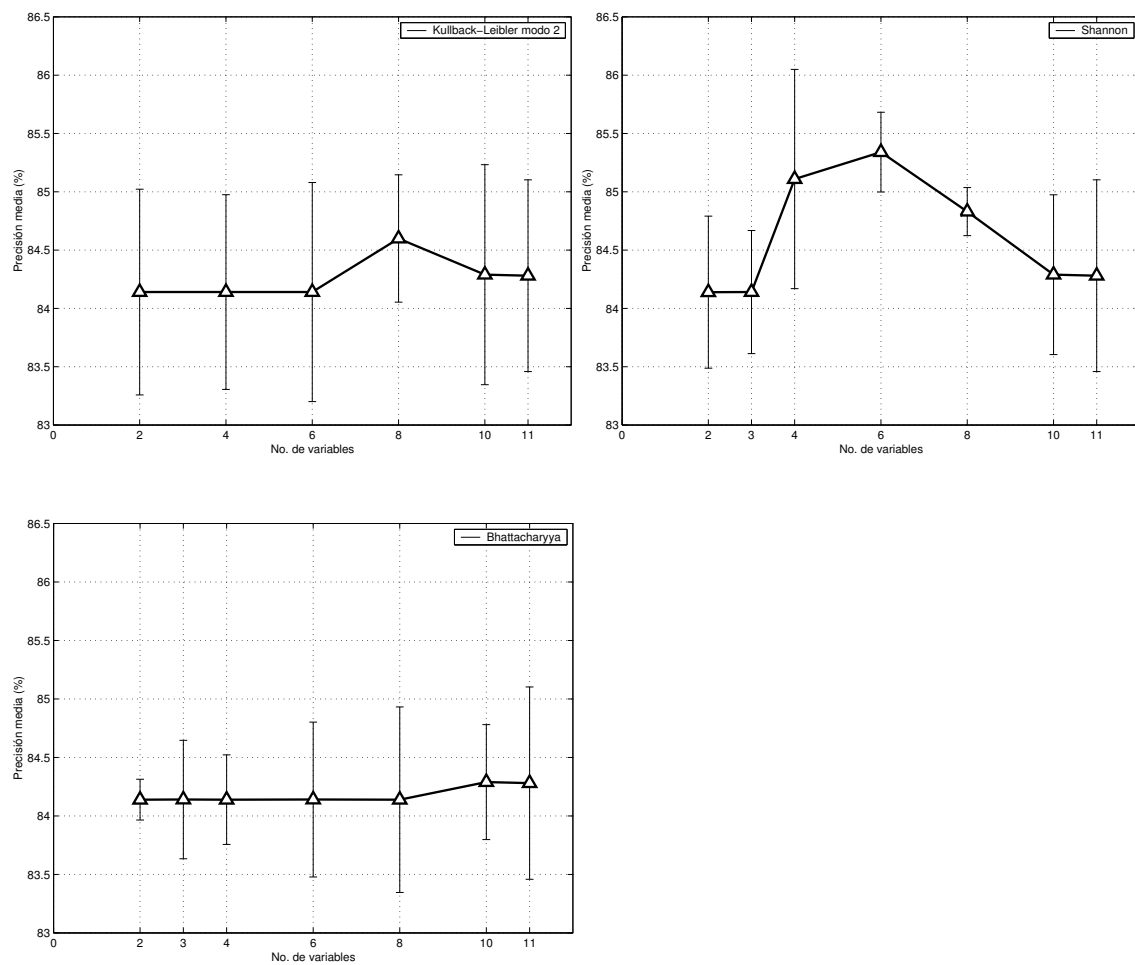 Kullback−Leibler modo 2
Precisión media (%)
86.5
86
85.5
85
84.5
84
83.5
83
0 2 4 6 8 10 11
No. de variables
Shannon
Precisión media (%)
86.5
86
85.5
85
84.5
84
83.5
83
0 2 3 4 6 8 10 11
No. de variables
Bhattacharyya
Precisión media (%)
86.5
86
85.5
85
84.5
84
83.5
83
0 2 3 4 6 8 10 11
No. de variables